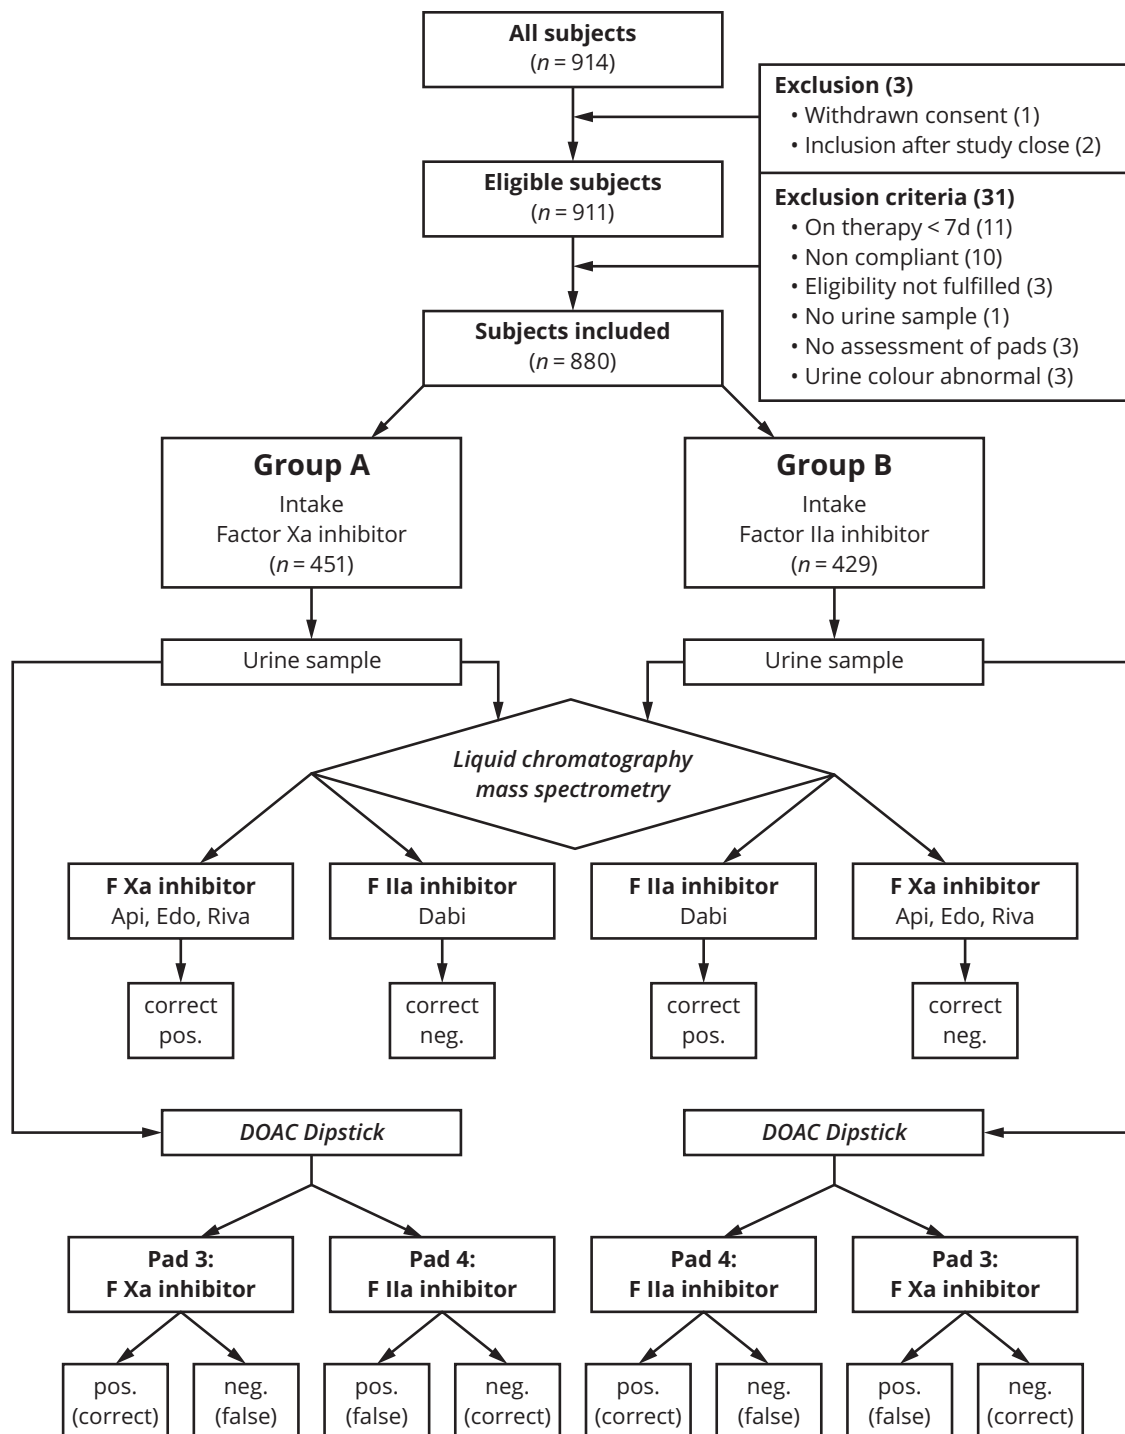 All subjects
(n = 914)
Exclusion (3)
• Withdrawn consent (1)
• Inclusion after study close (2)
Eligible subjects
(n = 911)
Exclusion criteria (31)
• On therapy < 7d (11)
• Non compliant (10)
• Eligibility not fulfilled (3)
• No urine sample (1)
• No assessment of pads (3)
• Urine colour abnormal (3)
Subjects included
(n = 880)
Group A
Intake
Factor Xa inhibitor
(n = 451)
Group B
Intake
Factor IIa inhibitor
(n = 429)
Urine sample
Urine sample
Liquid chromatography
mass spectrometry
F Xa inhibitor
Api, Edo, Riva
F IIa inhibitor
Dabi
F IIa inhibitor
Dabi
F Xa inhibitor
Api, Edo, Riva
correct
pos.
correct
neg.
correct
pos.
correct
neg.
DOAC Dipstick
DOAC Dipstick
Pad 3:
F Xa inhibitor
Pad 4:
F IIa inhibitor
Pad 4:
F IIa inhibitor
Pad 3:
F Xa inhibitor
pos.
(correct)
neg.
(false)
pos.
(false)
neg.
(correct)
pos.
(correct)
neg.
(false)
pos.
(false)
neg.
(correct)